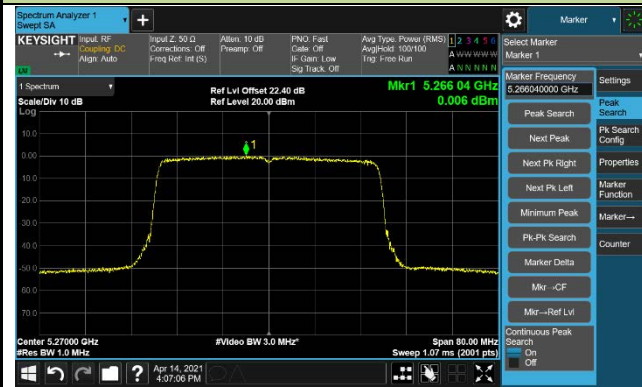 Spectrum Analyzer 1
Swept SA
Marker
KEYSIGHT
Input: RF
Coupling: DC
Align: Auto
Input Z: 50 Ω
Corrections: Off
Freq Ref: Int (S)
Atten: 10 dB
Preamp: Off
PNO: Fast
Gate: Off
IF Gain: Low
Sig Track: Off
Avg Type: Power (RMS)
Avg|Hold: 100/100
Trig: Free Run
1 2 3 4 5 6
A W W W W W
A N N N N N
LXI
1 Spectrum
Scale/Div 10 dB
Log
Ref Lvl Offset 22.40 dB
Ref Level 20.00 dBm
Mkr1 5.266 04 GHz
0.006 dBm
1
10.0
0.00
-10.0
-20.0
-30.0
-40.0
-50.0
-60.0
-70.0
Center 5.27000 GHz
#Res BW 1.0 MHz
#Video BW 3.0 MHz*
Span 80.00 MHz
Sweep 1.07 ms (2001 pts)
Apr 14, 2021
4:07:06 PM
Select Marker
Marker 1
Marker Frequency
5.266040000 GHz
Peak Search
Next Peak
Next Pk Right
Next Pk Left
Minimum Peak
Pk-Pk Search
Marker Delta
Mkr→CF
Mkr→Ref Lvl
Continuous Peak
Search
On
Off
Settings
Peak
Search
Pk Search
Config
Properties
Marker
Function
Marker→
Counter